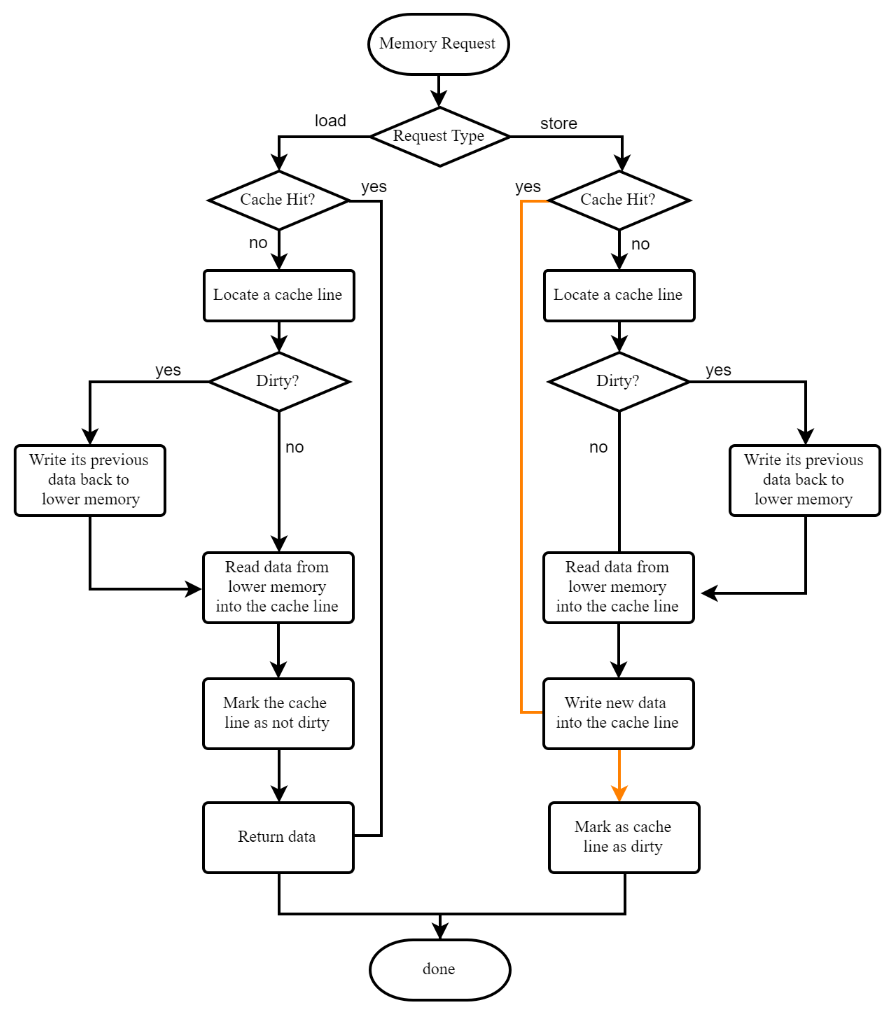 Memory Request
load
Request Type
store
Cache Hit?
yes
yes
Cache Hit?
no
no
Locate a cache line
Locate a cache line
yes
Dirty?
Dirty?
yes
no
no
Write its previous
data back to
lower memory
Write its previous
data back to
lower memory
Read data from
lower memory
into the cache line
Read data from
lower memory
into the cache line
Mark the cache
line as not dirty
Write new data
into the cache line
Return data
Mark as cache
line as dirty
done